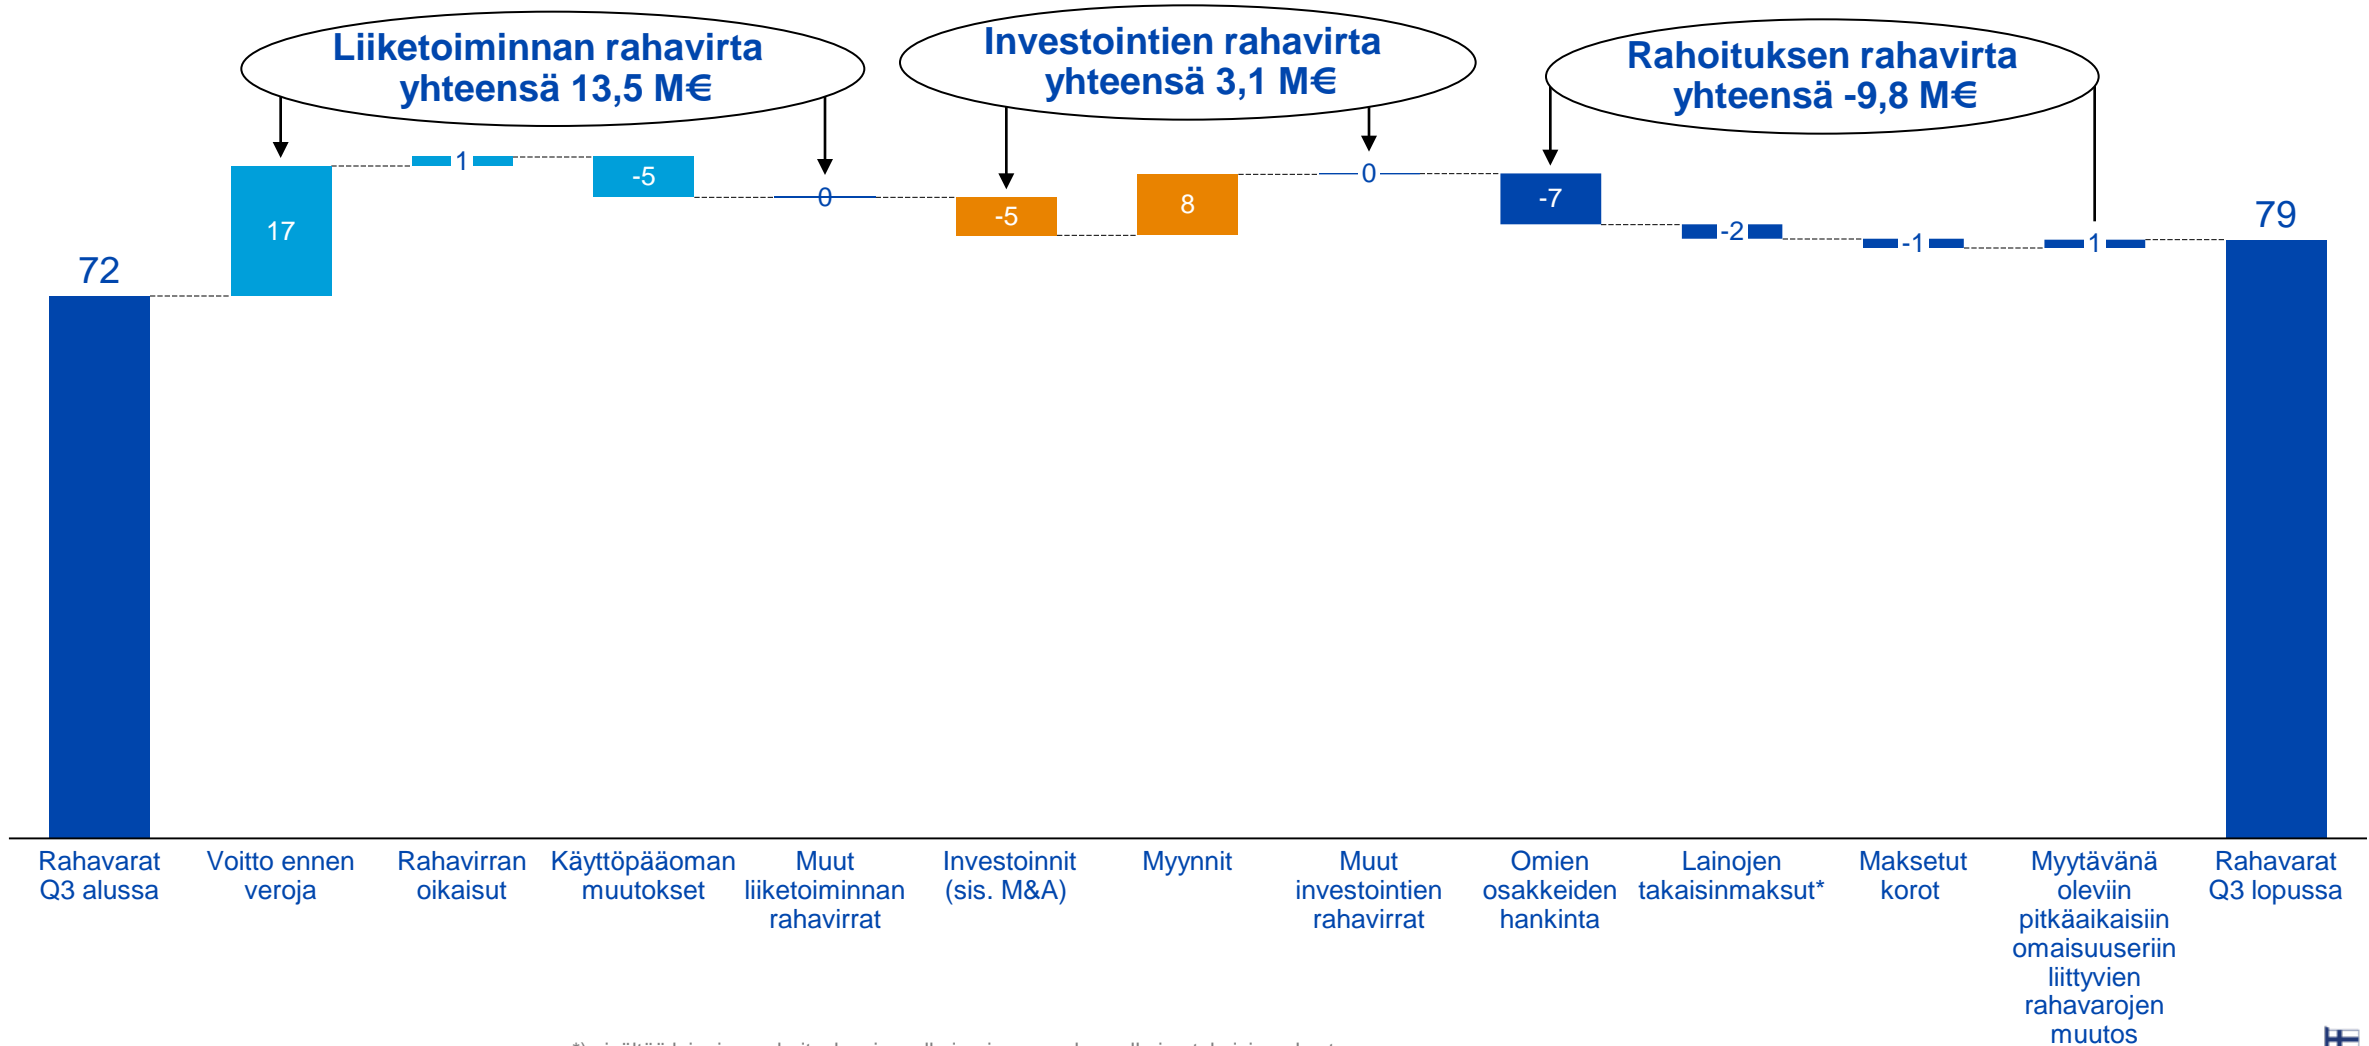 Liiketoiminnan rahavirta
yhteensä 13,5 M€
Investointien rahavirta
yhteensä 3,1 M€
Rahoituksen rahavirta
yhteensä -9,8 M€
72
17
1
-5
0
-5
8
0
-7
-2
-1
1
79
Rahavarat
Q3 alussa
Voitto ennen
veroja
Rahavirran
oikaisut
Käyttöpääoman
muutokset
Muut
liiketoiminnan
rahavirrat
Investoinnit
(sis. M&A)
Myynnit
Muut
investointien
rahavirrat
Omien
osakkeiden
hankinta
Lainojen
takaisinmaksut*
Maksetut
korot
Myytävänä
oleviin
pitkäaikaisiin
omaisuuseriin
liittyvien
rahavarojen
muutos
Rahavarat
Q3 lopussa